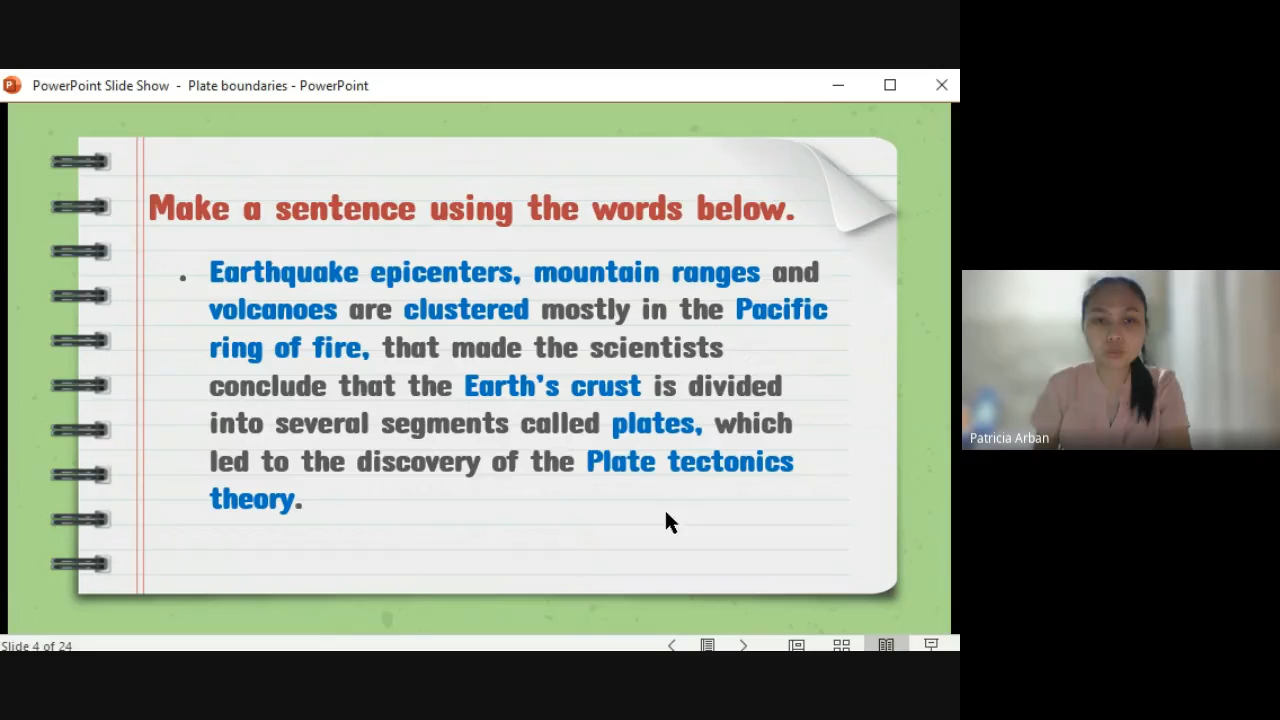 PowerPoint Slide Show - Plate boundaries - PowerPoint
Make a sentence using the words below.
• Earthquake epicenters, mountain ranges and
volcanoes are clustered mostly in the Pacific
ring of fire, that made the scientists
conclude that the Earth's crust is divided
into several segments called plates, which
led to the discovery of the Plate tectonics
theory.
Patricia Arban
Slide 4 of 24